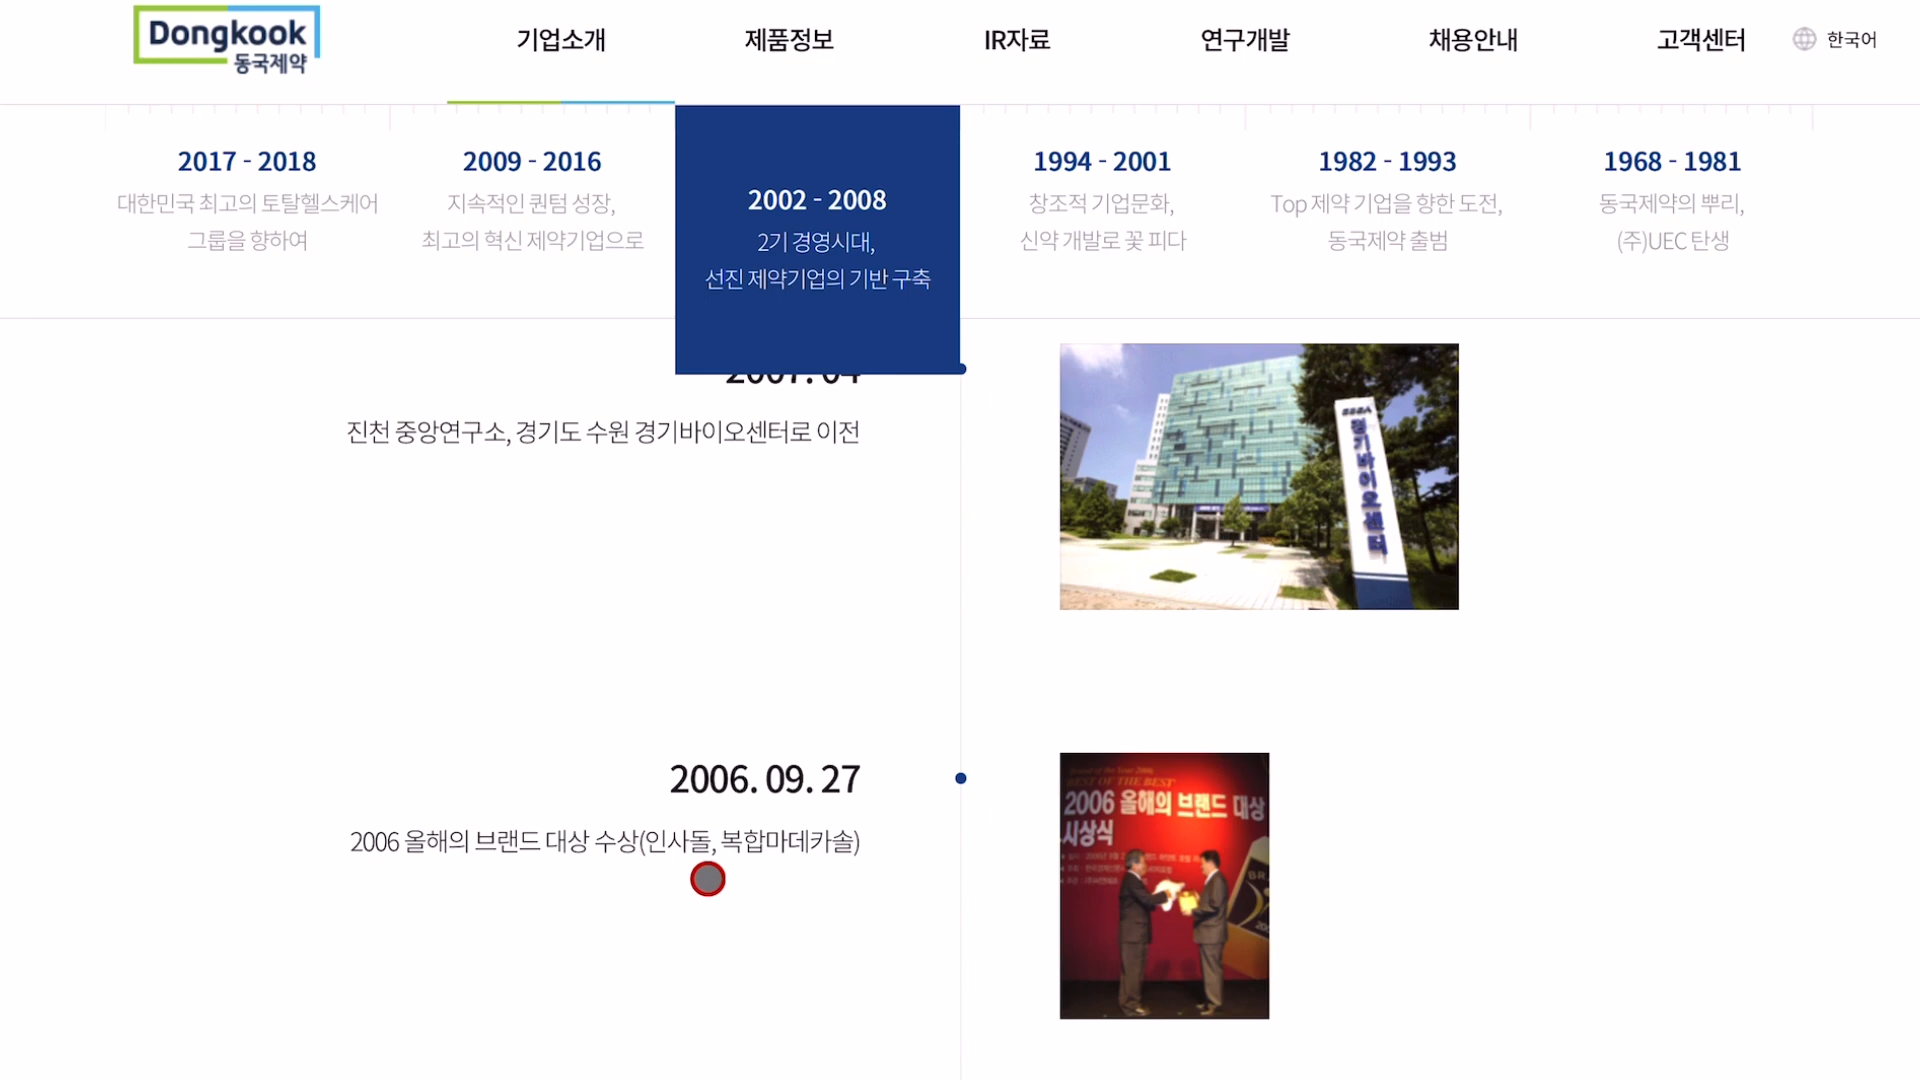 Dongkook
동국제약
기업소개
제품정보
IR자료
연구개발
채용안내
고객센터
한국어
2017 - 2018
대한민국 최고의 토탈헬스케어
그룹을 향하여
2009 - 2016
지속적인 퀀텀 성장,
최고의 혁신 제약기업으로
2002 - 2008
2기 경영시대,
선진 제약기업의 기반 구축
1994 - 2001
창조적 기업문화,
신약 개발로 꽃 피다
1982 - 1993
Top 제약 기업을 향한 도전,
동국제약 출범
1968 - 1981
동국제약의 뿌리,
(주)UEC 탄생
2007. 04
진천 중앙연구소, 경기도 수원 경기바이오센터로 이전
경기바이오센터
2006. 09. 27
2006 올해의 브랜드 대상 수상(인사돌, 복합마데카솔)
BEST OF THE BEST
2006 올해의 브랜드 대상
시상식